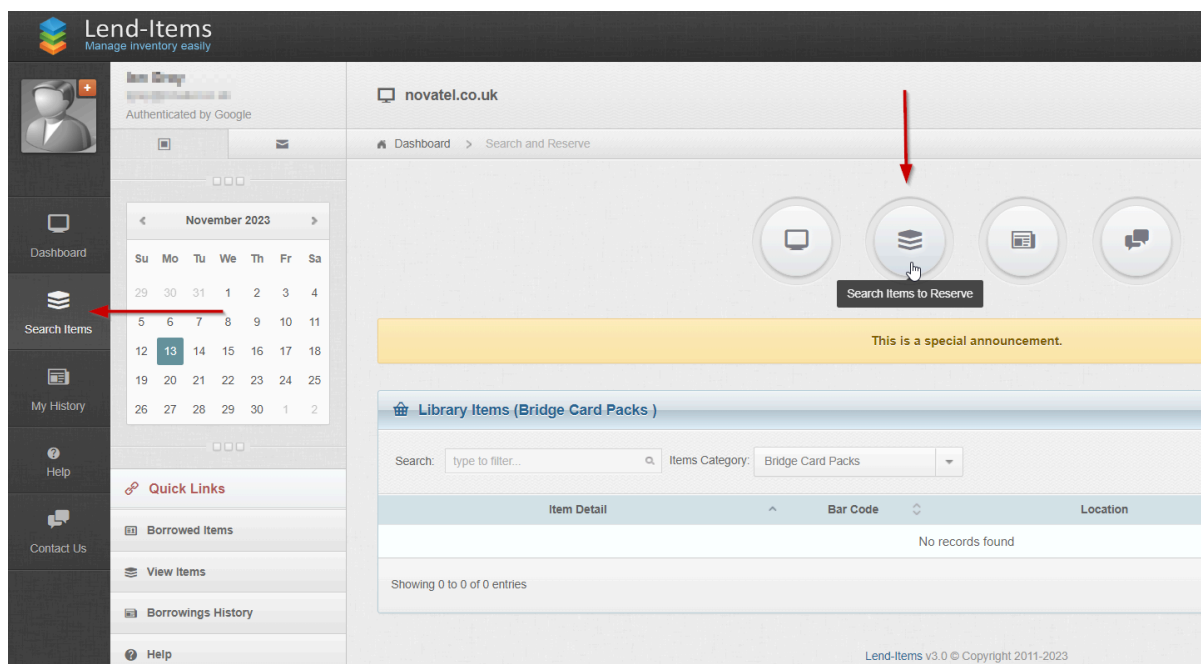 Lend-Items
Manage inventory easily
Authenticated by Google
novatel.co.uk
Dashboard > Search and Reserve
Dashboard
Search Items
My History
Help
Contact Us
November 2023
Su Mo Tu We Th Fr Sa
29 30 31 1 2 3 4
5 6 7 8 9 10 11
12 13 14 15 16 17 18
19 20 21 22 23 24 25
26 27 28 29 30 1 2
Quick Links
Borrowed Items
View Items
Borrowings History
Help
Search Items to Reserve
This is a special announcement.
Library Items (Bridge Card Packs )
Search: type to filter... Items Category: Bridge Card Packs
Item Detail Bar Code Location
No records found
Showing 0 to 0 of 0 entries
Lend-Items v3.0 © Copyright 2011-2023